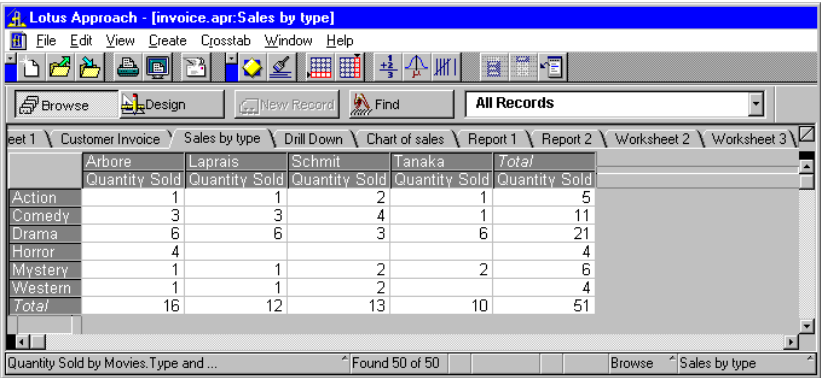 Lotus Approach - [invoice.apr:Sales by type]
File Edit View Create Crosstab Window Help
Browse Design New Record Find All Records
eet 1 Customer Invoice Sales by type Drill Down Chart of sales Report 1 Report 2 Worksheet 2 Worksheet 3
Arbore Laprais Schmit Tanaka Total
Quantity Sold Quantity Sold Quantity Sold Quantity Sold Quantity Sold
Action 1 1 2 1 5
Comedy 3 3 4 1 11
Drama 6 6 3 6 21
Horror 4 4
Mystery 1 1 2 2 6
Western 1 1 2 4
Total 16 12 13 10 51
Quantity Sold by Movies.Type and ... Found 50 of 50 Browse Sales by type